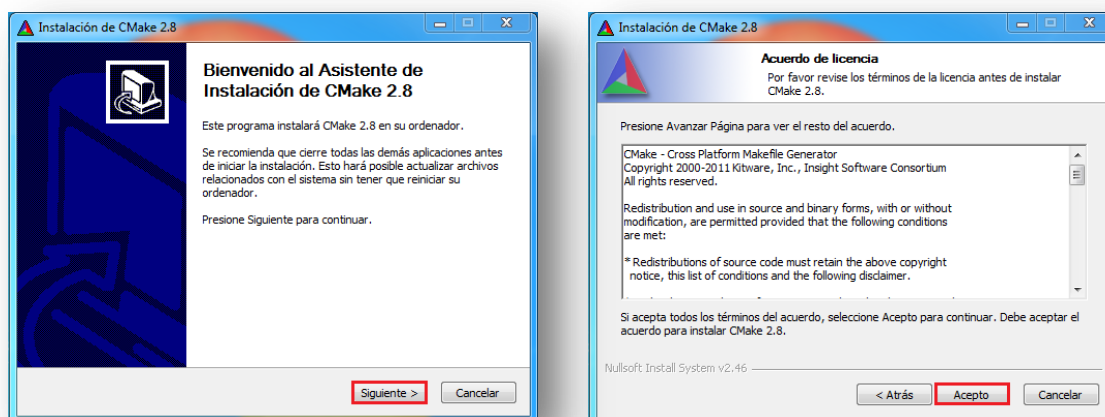 Instalación de CMake 2.8
Bienvenido al Asistente de
Instalación de CMake 2.8
Este programa instalará CMake 2.8 en su ordenador.
Se recomienda que cierre todas las demás aplicaciones antes
de iniciar la instalación. Esto hará posible actualizar archivos
relacionados con el sistema sin tener que reiniciar su
ordenador.
Presione Siguiente para continuar.
Siguiente >
Cancelar
Instalación de CMake 2.8
Acuerdo de licencia
Por favor revise los términos de la licencia antes de instalar
CMake 2.8.
Presione Avanzar Página para ver el resto del acuerdo.
CMake - Cross Platform Makefile Generator
Copyright 2000-2011 Kitware, Inc., Insight Software Consortium
All rights reserved.
Redistribution and use in source and binary forms, with or without
modification, are permitted provided that the following conditions
are met:
* Redistributions of source code must retain the above copyright
notice, this list of conditions and the following disclaimer.
Si acepta todos los términos del acuerdo, seleccione Acepto para continuar. Debe aceptar el
acuerdo para instalar CMake 2.8.
Nullsoft Install System v2.46
< Atrás
Acepto
Cancelar